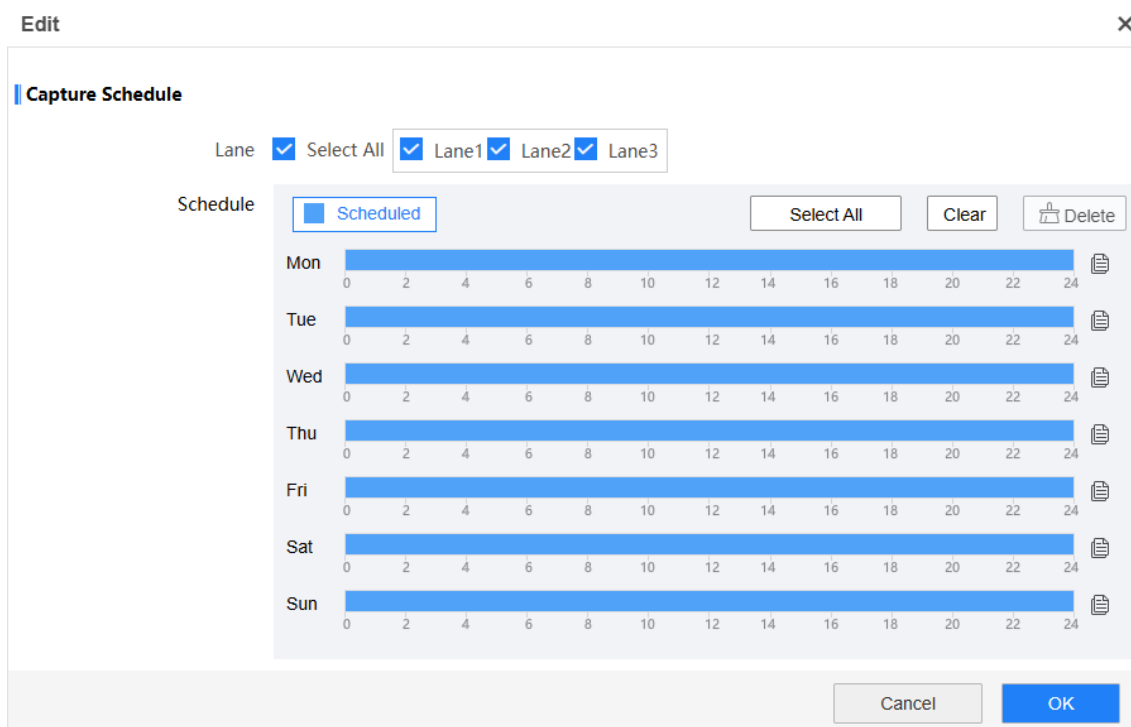 Edit
Capture Schedule
Lane Select All Lane1 Lane2 Lane3
Schedule Scheduled Select All Clear Delete
Mon
0 2 4 6 8 10 12 14 16 18 20 22 24
Tue
0 2 4 6 8 10 12 14 16 18 20 22 24
Wed
0 2 4 6 8 10 12 14 16 18 20 22 24
Thu
0 2 4 6 8 10 12 14 16 18 20 22 24
Fri
0 2 4 6 8 10 12 14 16 18 20 22 24
Sat
0 2 4 6 8 10 12 14 16 18 20 22 24
Sun
0 2 4 6 8 10 12 14 16 18 20 22 24
Cancel OK